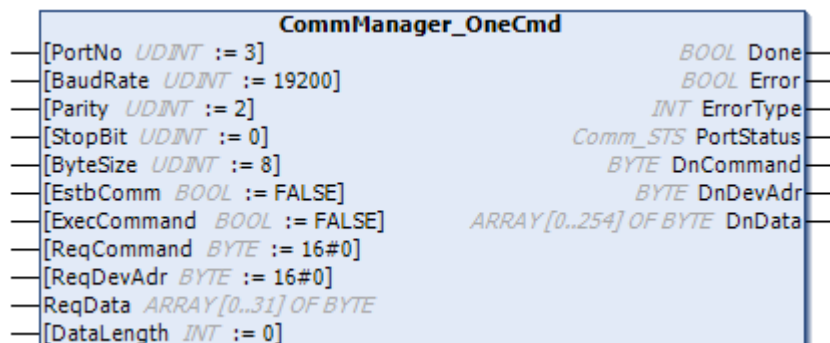 CommManager_OneCmd
[PortNo UDINT := 3] BOOL Done
[BaudRate UDINT := 19200] BOOL Error
[Parity UDINT := 2] INT ErrorType
[StopBit UDINT := 0] Comm_STS PortStatus
[ByteSize UDINT := 8] BYTE DnCommand
[EstbComm BOOL := FALSE] BYTE DnDevAdr
[ExecCommand BOOL := FALSE] ARRAY [0..254] OF BYTE DnData
[ReqCommand BYTE := 16#0]
[ReqDevAdr BYTE := 16#0]
ReqData ARRAY [0..31] OF BYTE
[DataLength INT := 0]